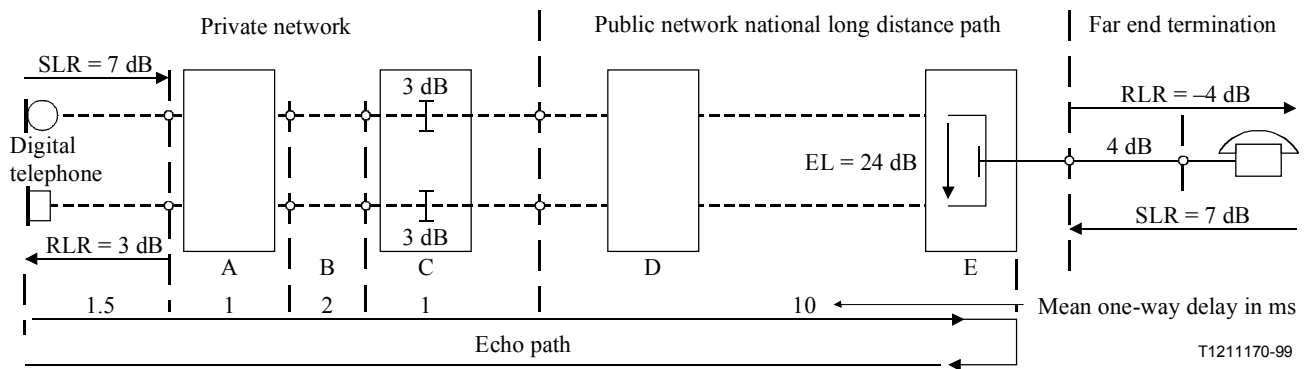 Private network
Public network national long distance path
Far end termination
SLR = 7 dB
3 dB
RLR = –4 dB
Digital
telephone
EL = 24 dB
4 dB
3 dB
RLR = 3 dB
SLR = 7 dB
A
B
C
D
E
1.5
1
2
1
10
Mean one-way delay in ms
Echo path
T1211170-99